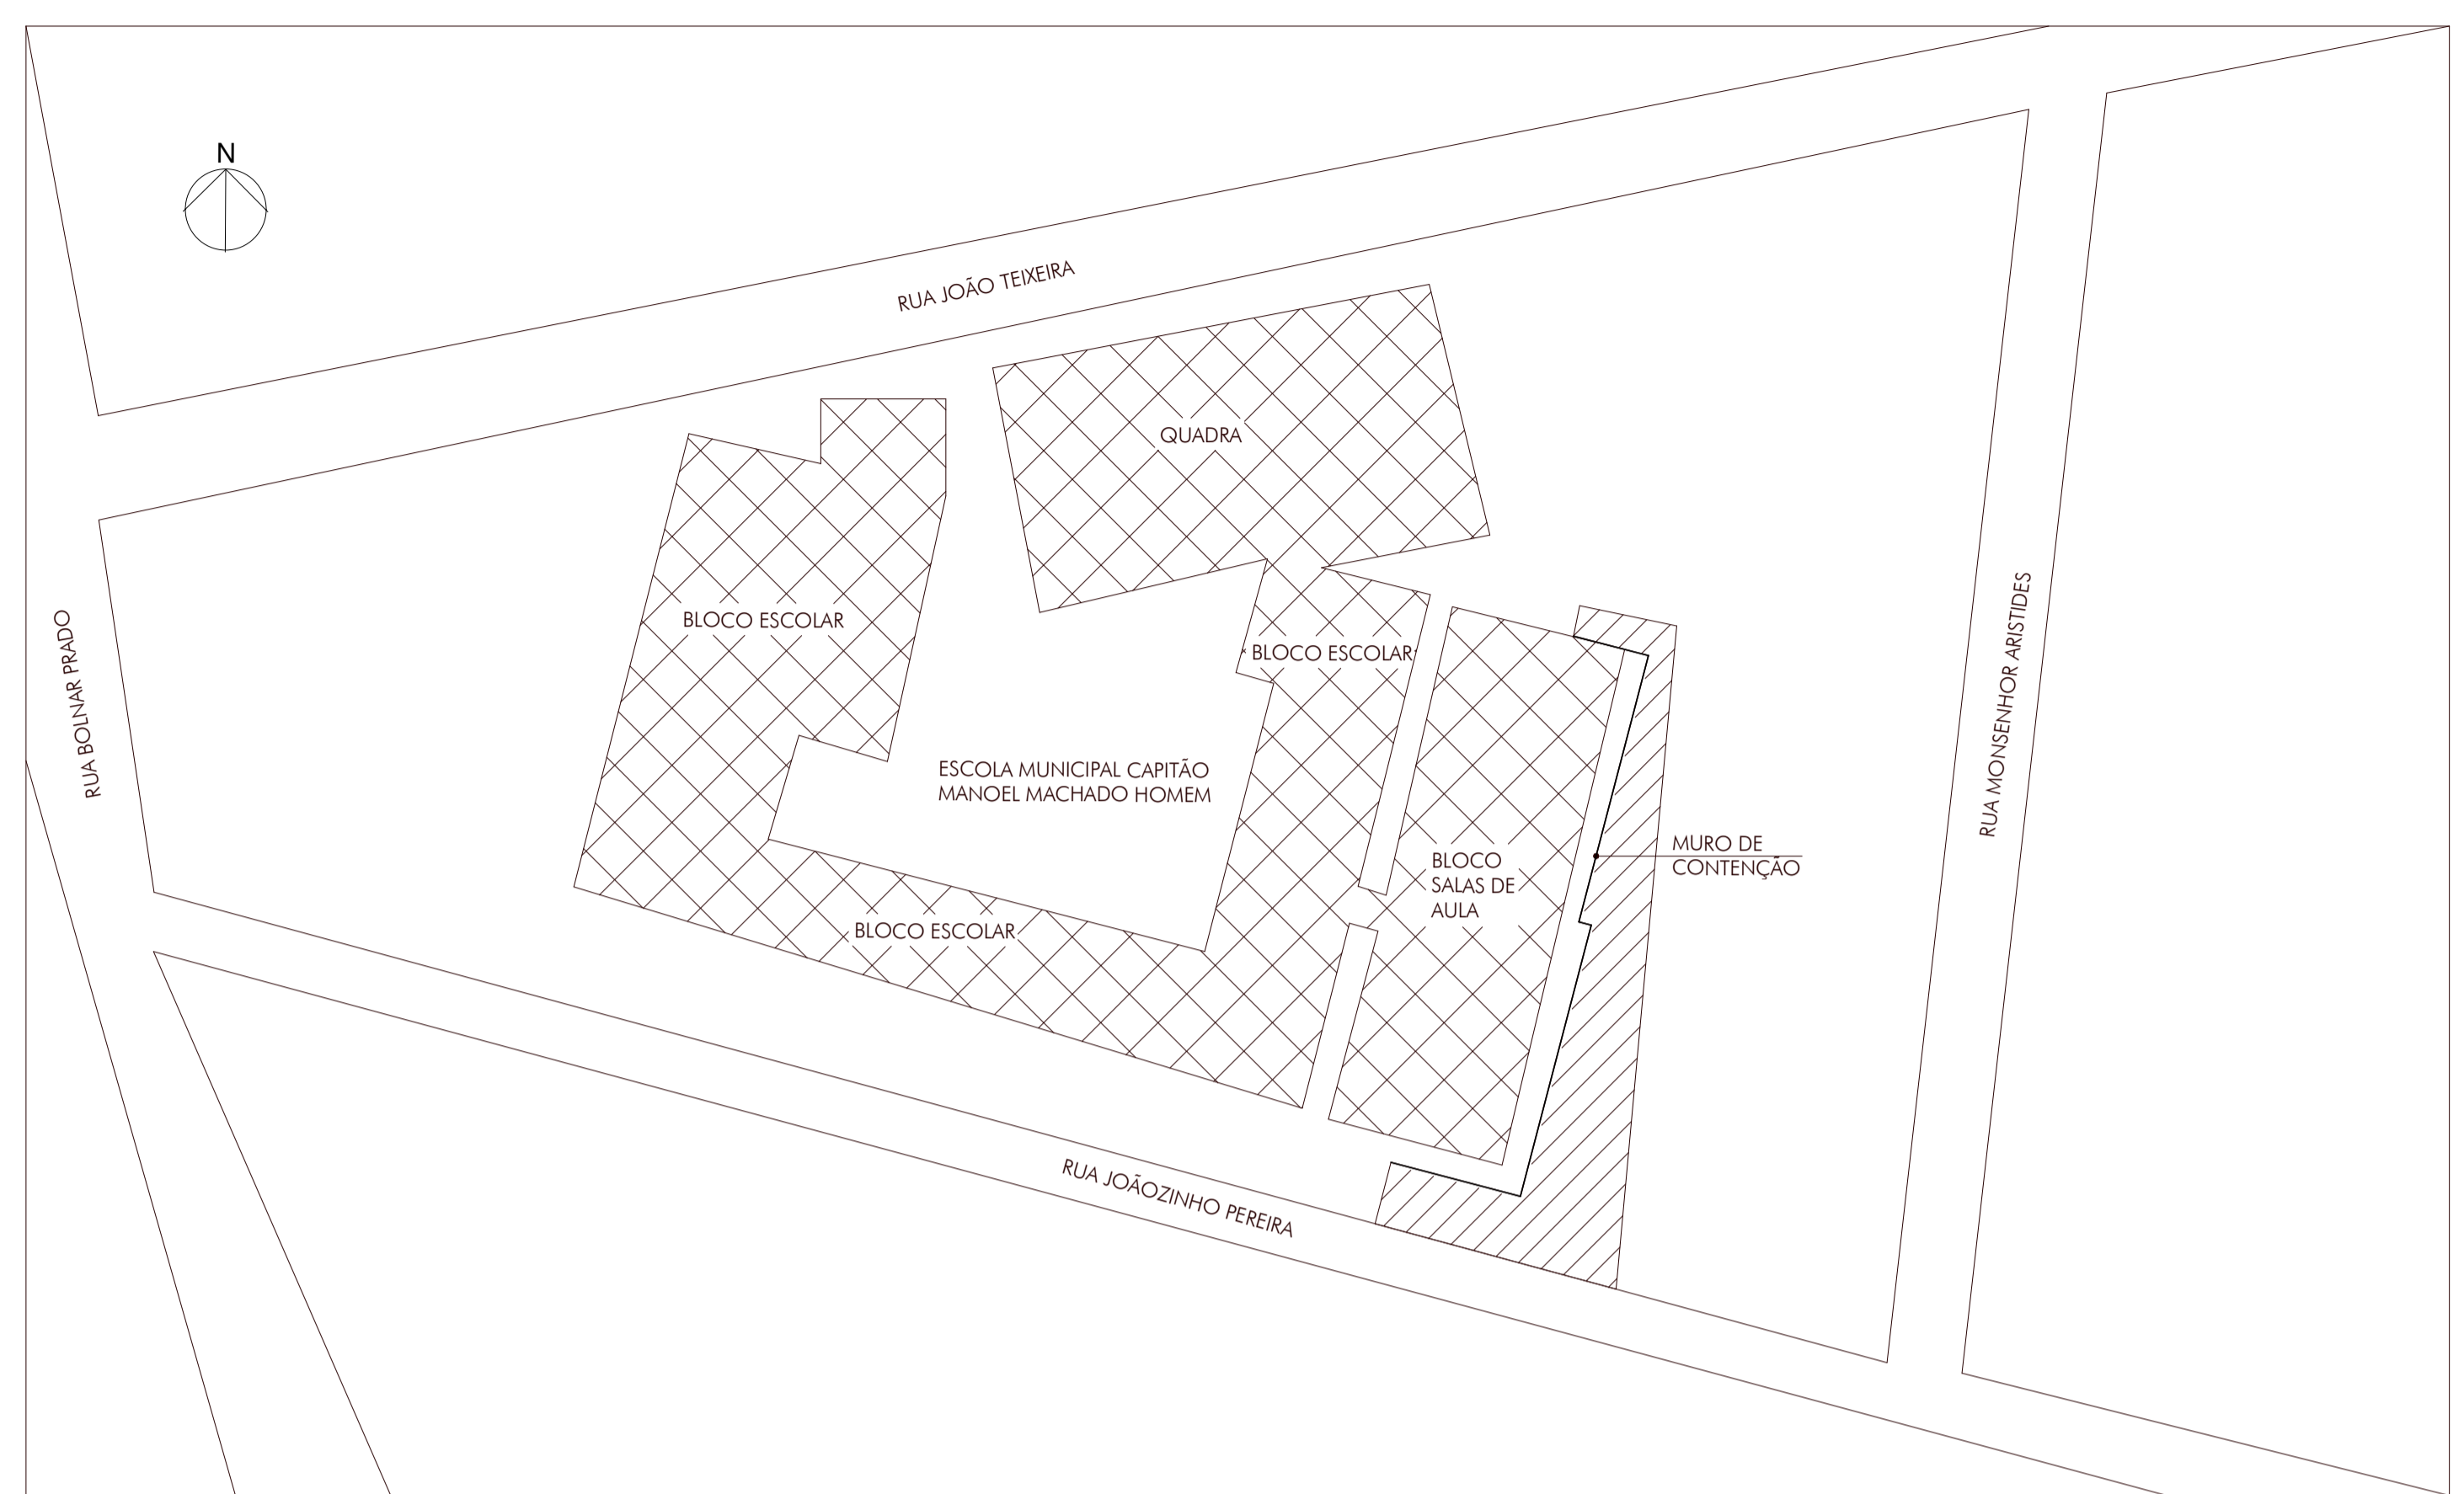 N
RUA JOÃO TEIXEIRA
QUADRA
BLOCO ESCOLAR
BLOCO ESCOLAR
RUA BOLNAR PRADO
RUA MONSENHOR ARISTIDES
ESCOLA MUNICIPAL CAPITÃO
MANOEL MACHADO HOMEM
MURO DE
CONTENÇÃO
BLOCO
SALAS DE
AULA
BLOCO ESCOLAR
RUA JOÃOZINHO PEREIRA